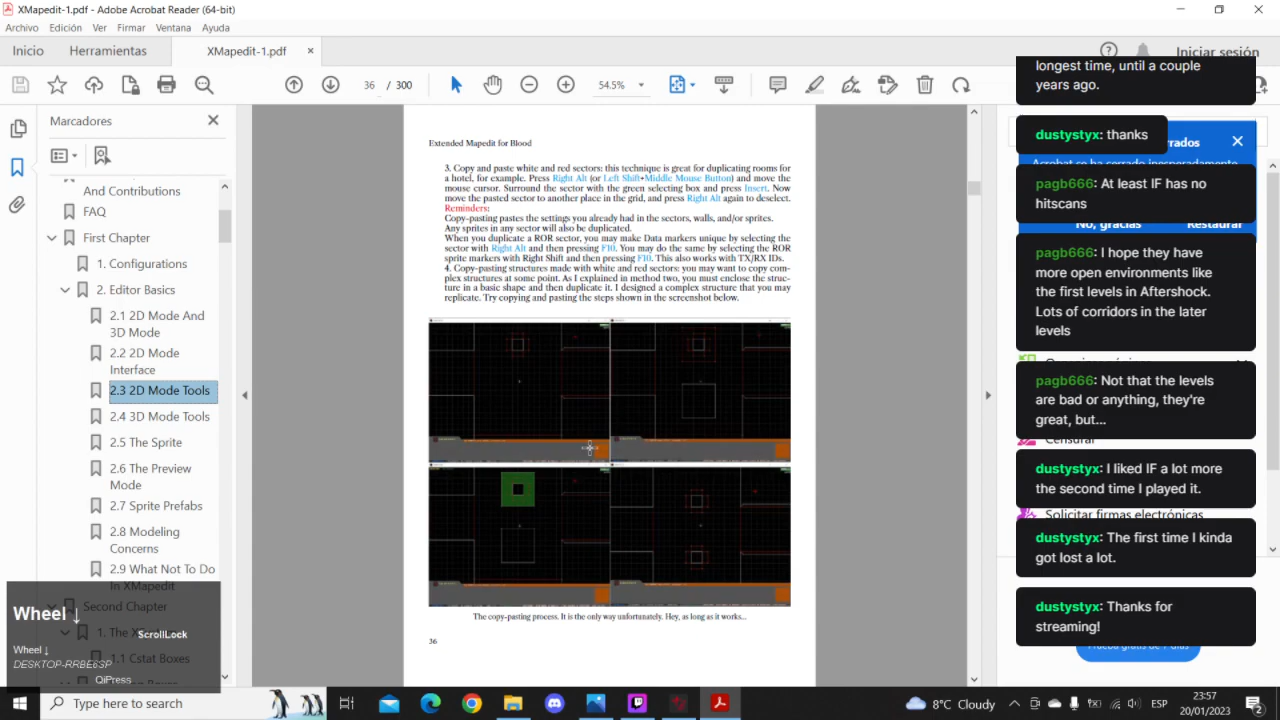 XMapedit-1.pdf - Adobe Acrobat Reader (64-bit)
Archivo Edición Ver Firmar Ventana Ayuda
Inicio Herramientas XMapedit-1.pdf × Iniciar sesión
36 / 300 54.5%
Marcadores
and Contributions
FAQ
First Chapter
1. Configurations
2. Editor Basics
2.1 2D Mode And
3D Mode
2.2 2D Mode
Interface
2.3 2D Mode Tools
2.4 3D Mode Tools
2.5 The Sprite
2.6 The Preview
Mode
2.7 Sprite Prefabs
2.8 Modeling
Concerns
2.9 What Not To Do
In XMapedit
Second Chapter
1.1 Cstat Boxes
Wheel ↓
ScrollLock
Wheel ↓
DESKTOP-RRBE6SP
QiPress
Extended Mapedit for Blood
3. Copy and paste white and red sectors: this technique is great for duplicating rooms for
a hotel, for example. Press Right Alt (or Left Shift+Middle Mouse Button) and move the
mouse cursor. Surround the sector with the green selecting box and press Insert. Now
move the pasted sector to another place in the grid, and press Right Alt again to deselect.
Reminders:
Copy-pasting pastes the settings you already had in the sectors, walls, and/or sprites.
Any sprites in any sector will also be duplicated.
When you duplicate a ROR sector, you may make Data markers unique by selecting the
sector with Right Alt and then pressing F10. You may do the same by selecting the ROR
sprite markers with Right Shift and then pressing F10. This also works with TX/RX IDs.
4. Copy-pasting structures made with white and red sectors: you may want to copy com-
plex structures at some point. As I explained in method two, you must enclose the struc-
ture in a basic shape and then duplicate it. I designed a complex structure that you may
replicate. Try copying and pasting the steps shown in the screenshot below.
The copy-pasting process. It is the only way unfortunately. Hey, as long as it works...
36
longest time, until a couple
years ago.
dustystyx: thanks
rrados
Acrobat se ha cerrado inesperadamente
pagb666: At least IF has no
hitscans
No, gracias Restaurar
pagb666: I hope they have
more open environments like
the first levels in Aftershock.
Lots of corridors in the later
levels
pagb666: Not that the levels
are bad or anything, they're
great, but...
Censurar
dustystyx: I liked IF a lot more
the second time I played it.
Solicitar firmas electrónicas
dustystyx: The first time I kinda
got lost a lot.
dustystyx: Thanks for
streaming!
Prueba gratis de 7 días
Type here to search
8°C Cloudy
ESP
23:57
20/01/2023
2